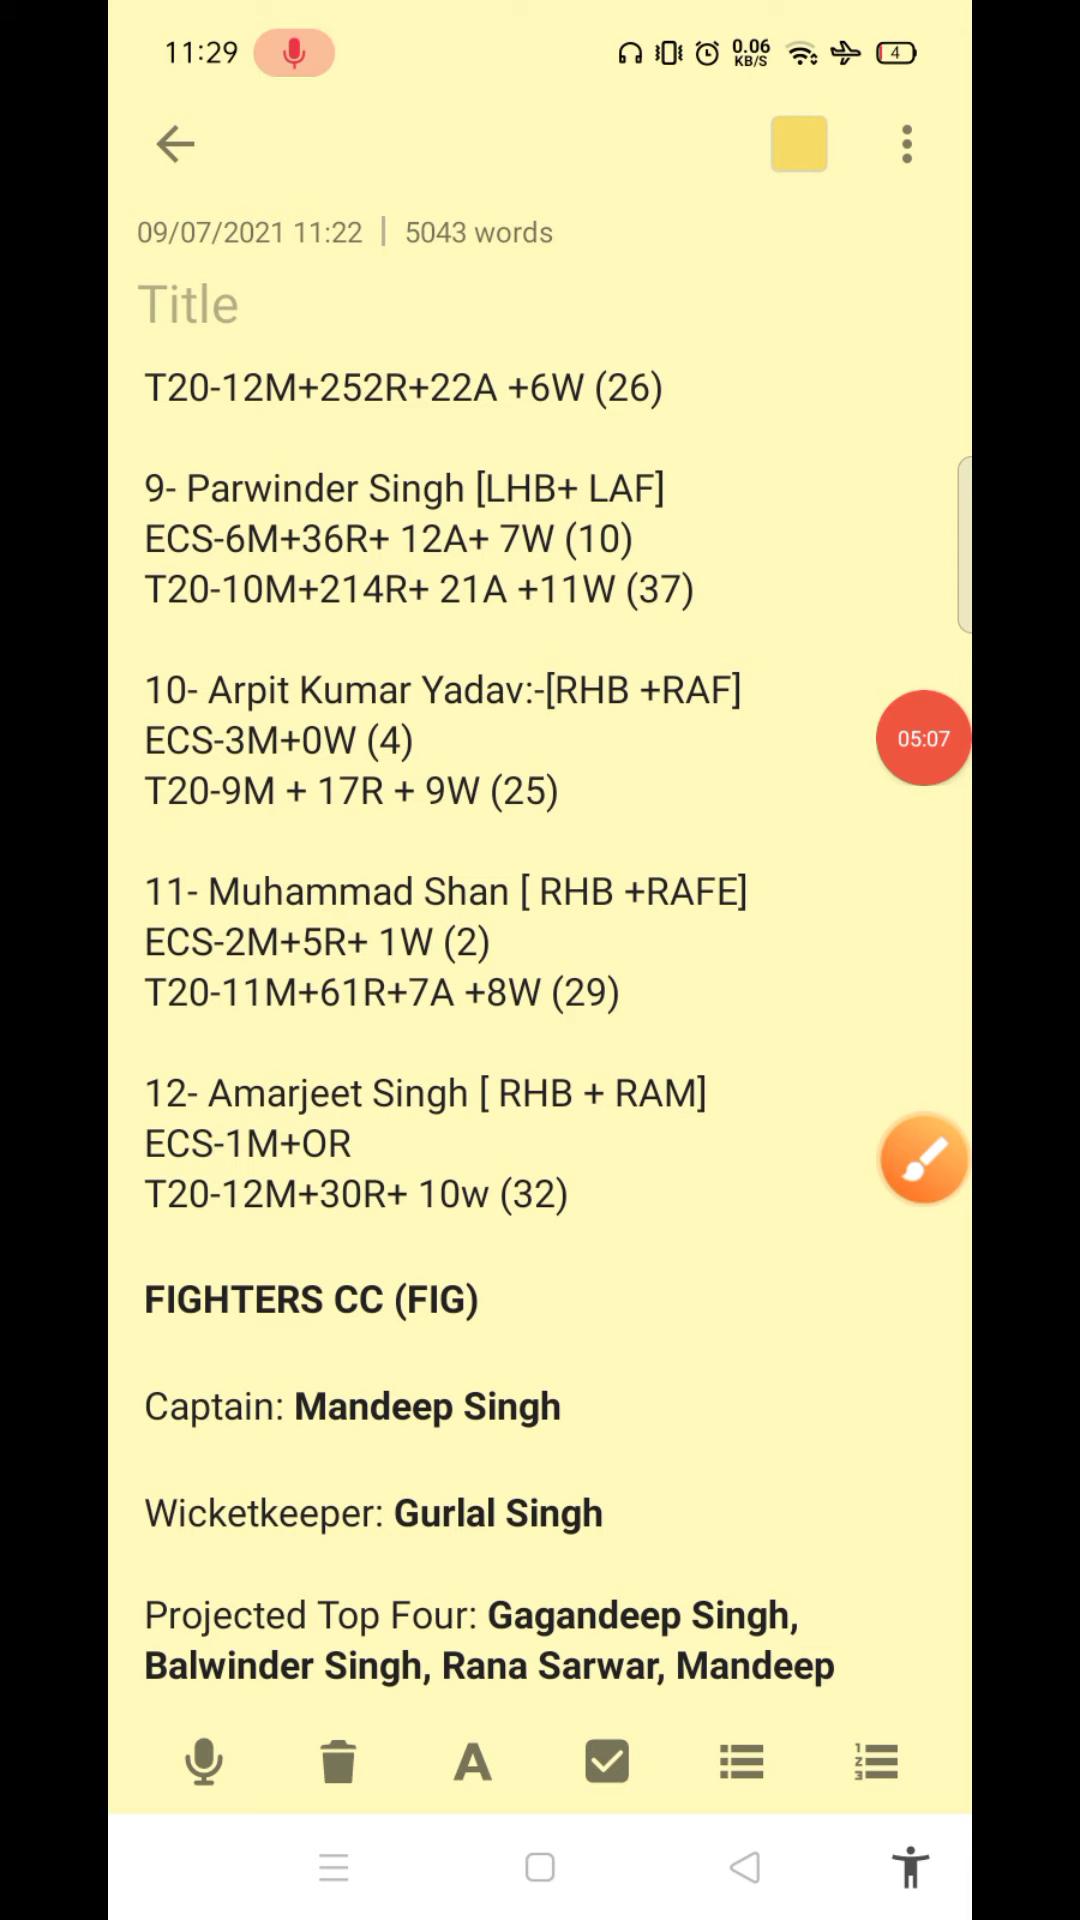 11:29
0.06
KB/S
4
09/07/2021 11:22 | 5043 words
Title
T20-12M+252R+22A +6W (26)
9- Parwinder Singh [LHB+ LAF]
ECS-6M+36R+ 12A+ 7W (10)
T20-10M+214R+ 21A +11W (37)
10- Arpit Kumar Yadav:-[RHB +RAF]
ECS-3M+0W (4)
T20-9M + 17R + 9W (25)
05:07
11- Muhammad Shan [ RHB +RAFE]
ECS-2M+5R+ 1W (2)
T20-11M+61R+7A +8W (29)
12- Amarjeet Singh [ RHB + RAM]
ECS-1M+OR
T20-12M+30R+ 10w (32)
FIGHTERS CC (FIG)
Captain: Mandeep Singh
Wicketkeeper: Gurlal Singh
Projected Top Four: Gagandeep Singh,
Balwinder Singh, Rana Sarwar, Mandeep